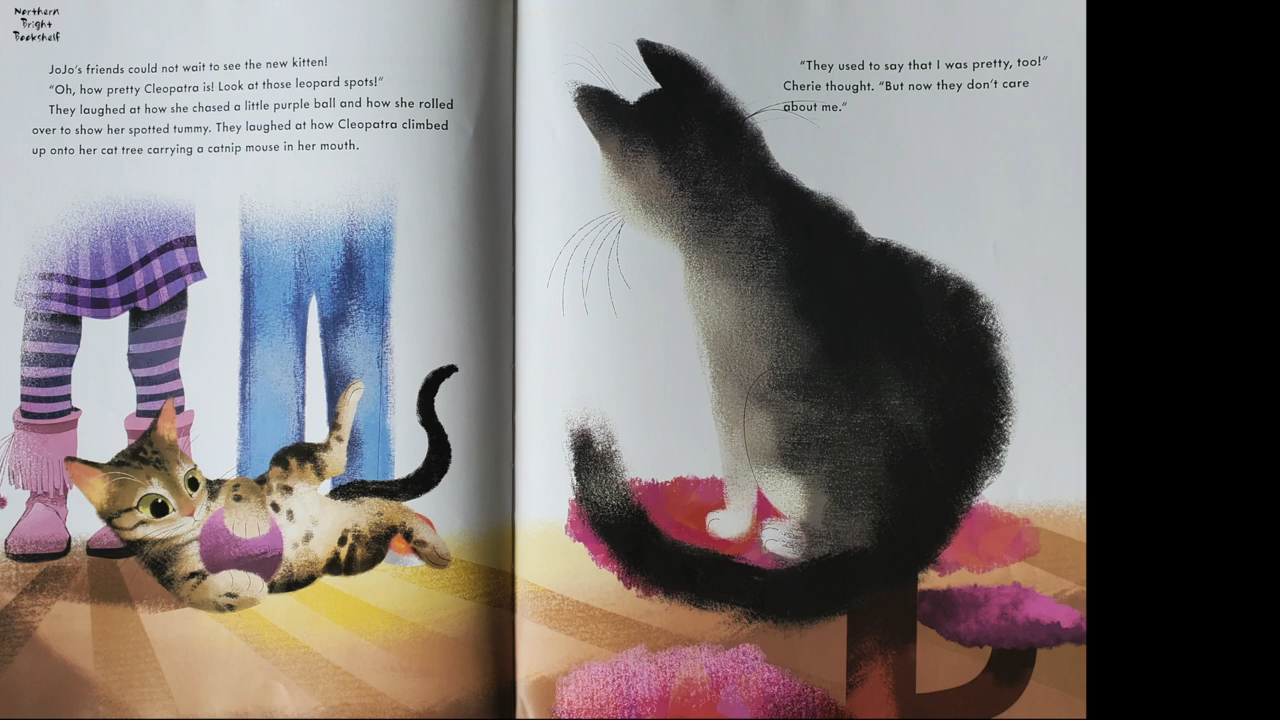 Northern
Bright
Bookshelf
JoJo's friends could not wait to see the new kitten!
"Oh, how pretty Cleopatra is! Look at those leopard spots!"
They laughed at how she chased a little purple ball and how she rolled
over to show her spotted tummy. They laughed at how Cleopatra climbed
up onto her cat tree carrying a catnip mouse in her mouth.
"They used to say that I was pretty, too!"
Cherie thought. "But now they don't care
about me."